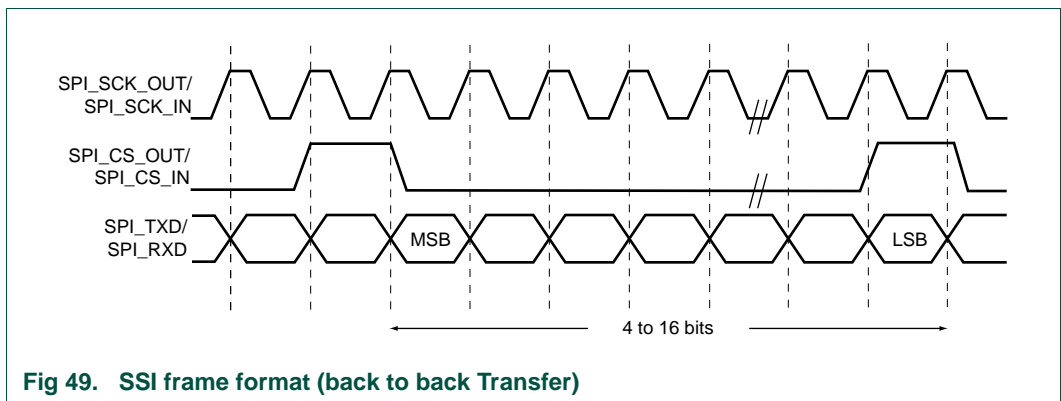 SPI_SCK_OUT/
SPI_SCK_IN
SPI_CS_OUT/
SPI_CS_IN
SPI_TXD/
SPI_RXD
MSB
LSB
4 to 16 bits
Fig 49. SSI frame format (back to back Transfer)